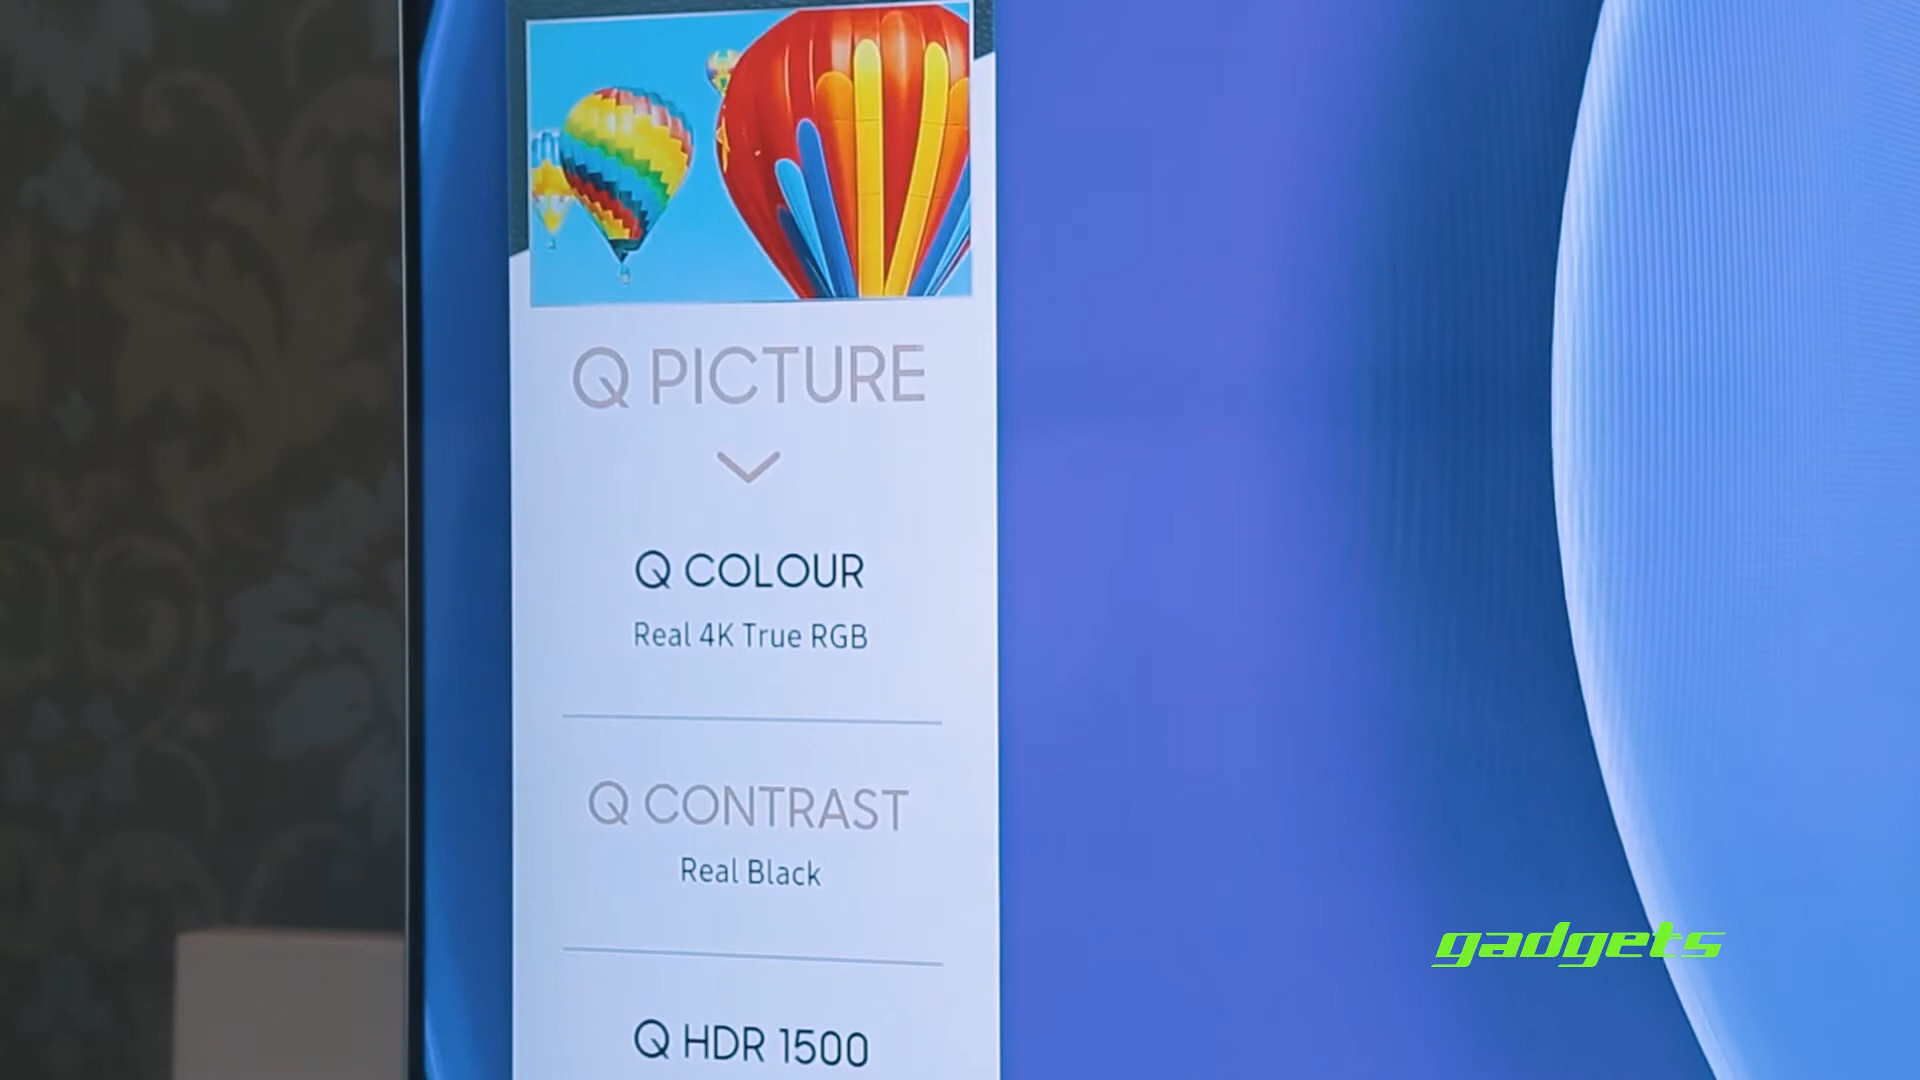 Q PICTURE
Q COLOUR
Real 4K True RGB
Q CONTRAST
Real Black
Q HDR 1500
gadgets